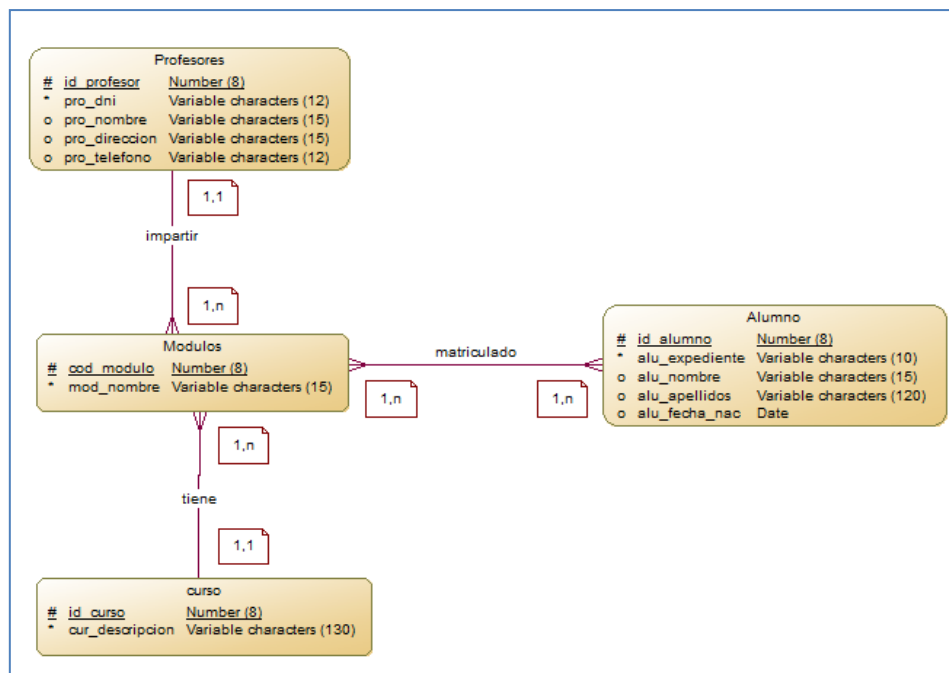 Profesores
# id_profesor Number (8)
* pro_dni Variable characters (12)
o pro_nombre Variable characters (15)
o pro_direccion Variable characters (15)
o pro_telefono Variable characters (12)
1,1
impartir
1,n
Modulos
# cod_modulo Number (8)
* mod_nombre Variable characters (15)
matriculado
1,n
1,n
Alumno
# id_alumno Number (8)
* alu_expediente Variable characters (10)
o alu_nombre Variable characters (15)
o alu_apellidos Variable characters (120)
o alu_fecha_nac Date
1,n
tiene
1,1
curso
# id_curso Number (8)
* cur_descripcion Variable characters (130)